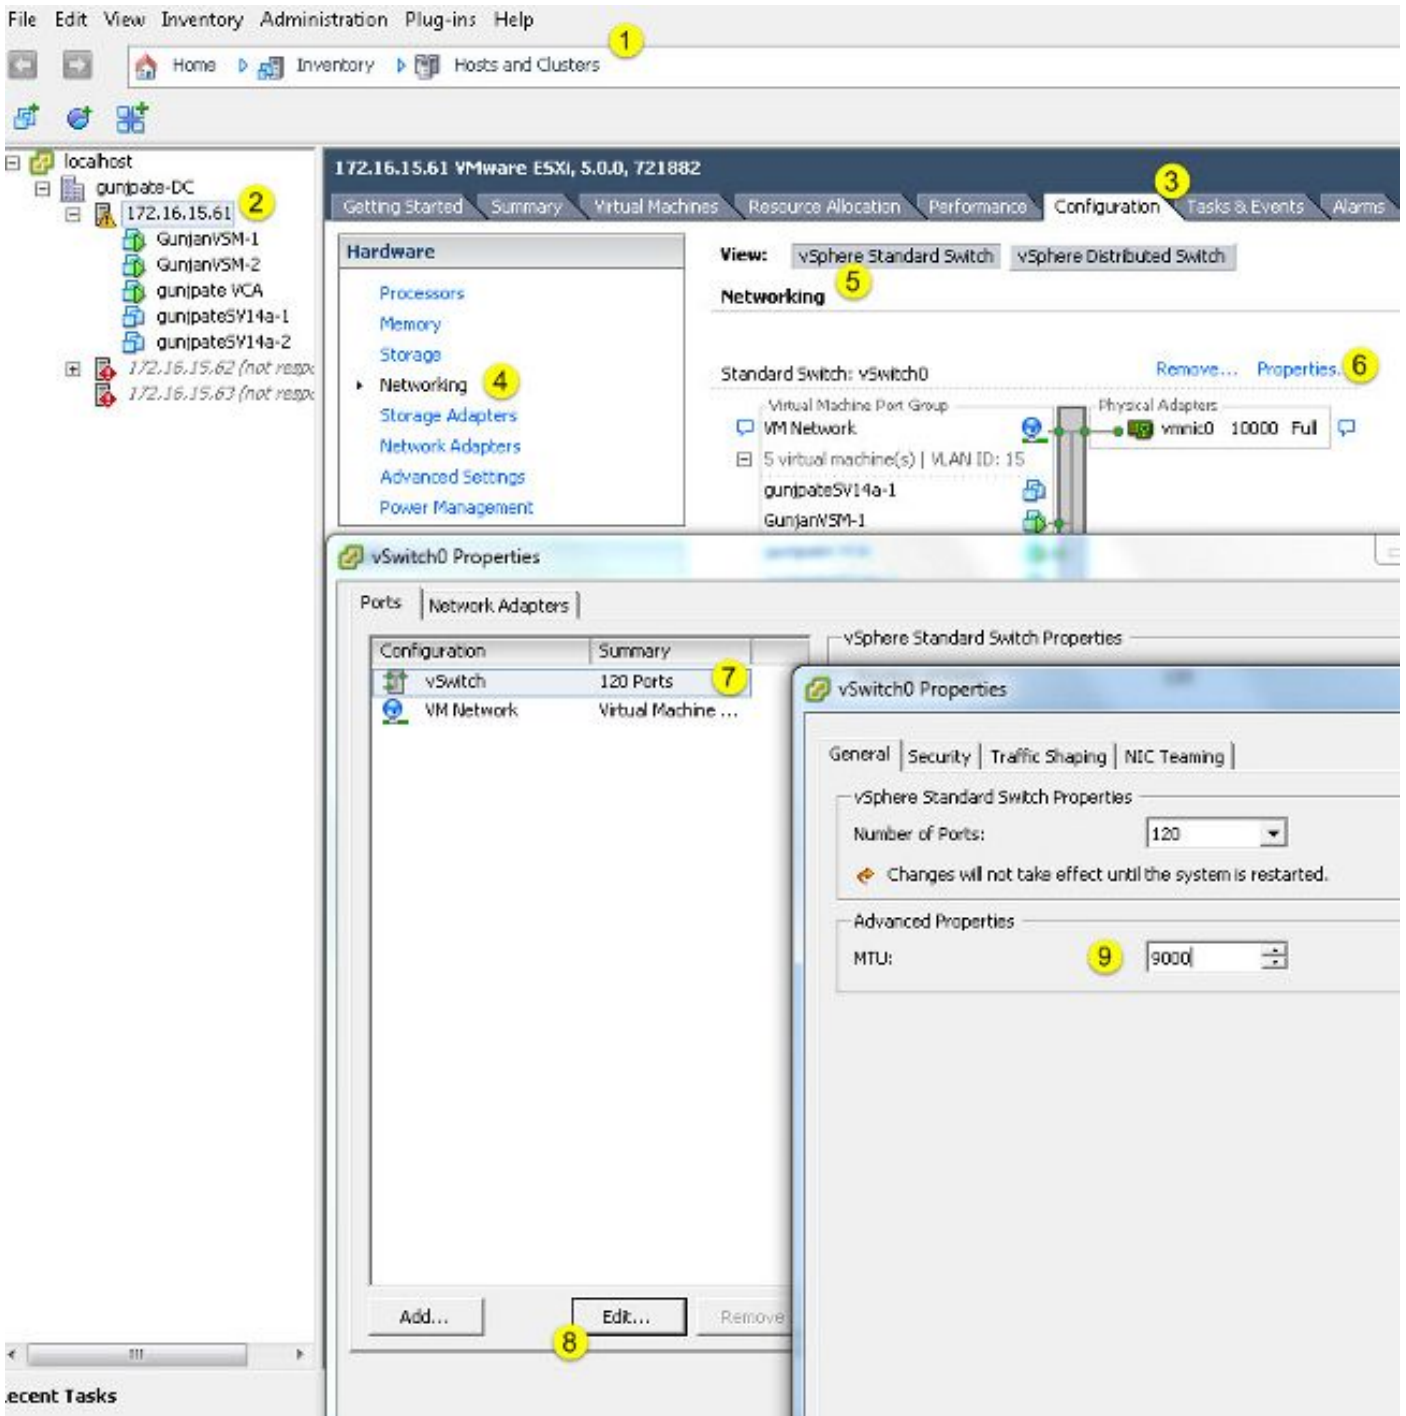 File Edit View Inventory Administration Plug-ins Help
1
Home Inventory Hosts and Clusters
localhost
gunjpate-DC
172.16.15.61 2
GunjanVSM-1
GunjanVSM-2
gunjpate VCA
gunjpateSV14a-1
gunjpateSV14a-2
172.16.15.62 (not resp
172.16.15.63 (not resp
172.16.15.61 VMware ESXi, 5.0.0, 721882
3
Getting Started Summary Virtual Machines Resource Allocation Performance Configuration Tasks & Events Alarms
Hardware
Processors
Memory
Storage
Networking 4
Storage Adapters
Network Adapters
Advanced Settings
Power Management
View: vSphere Standard Switch vSphere Distributed Switch
5
Networking
Standard Switch: vSwitch0 Remove... Properties... 6
Virtual Machine Port Group Physical Adapters
VM Network vmnic0 10000 Full
5 virtual machine(s) | VLAN ID: 15
gunjpateSV14a-1
GunjanVSM-1
vSwitch0 Properties
Ports Network Adapters
Configuration Summary
vSwitch 120 Ports 7
VM Network Virtual Machine ...
Add... Edit... Remove
8
vSphere Standard Switch Properties
vSwitch0 Properties
General Security Traffic Shaping NIC Teaming
vSphere Standard Switch Properties
Number of Ports: 120
Changes will not take effect until the system is restarted.
Advanced Properties
MTU: 9 9000
ecent Tasks